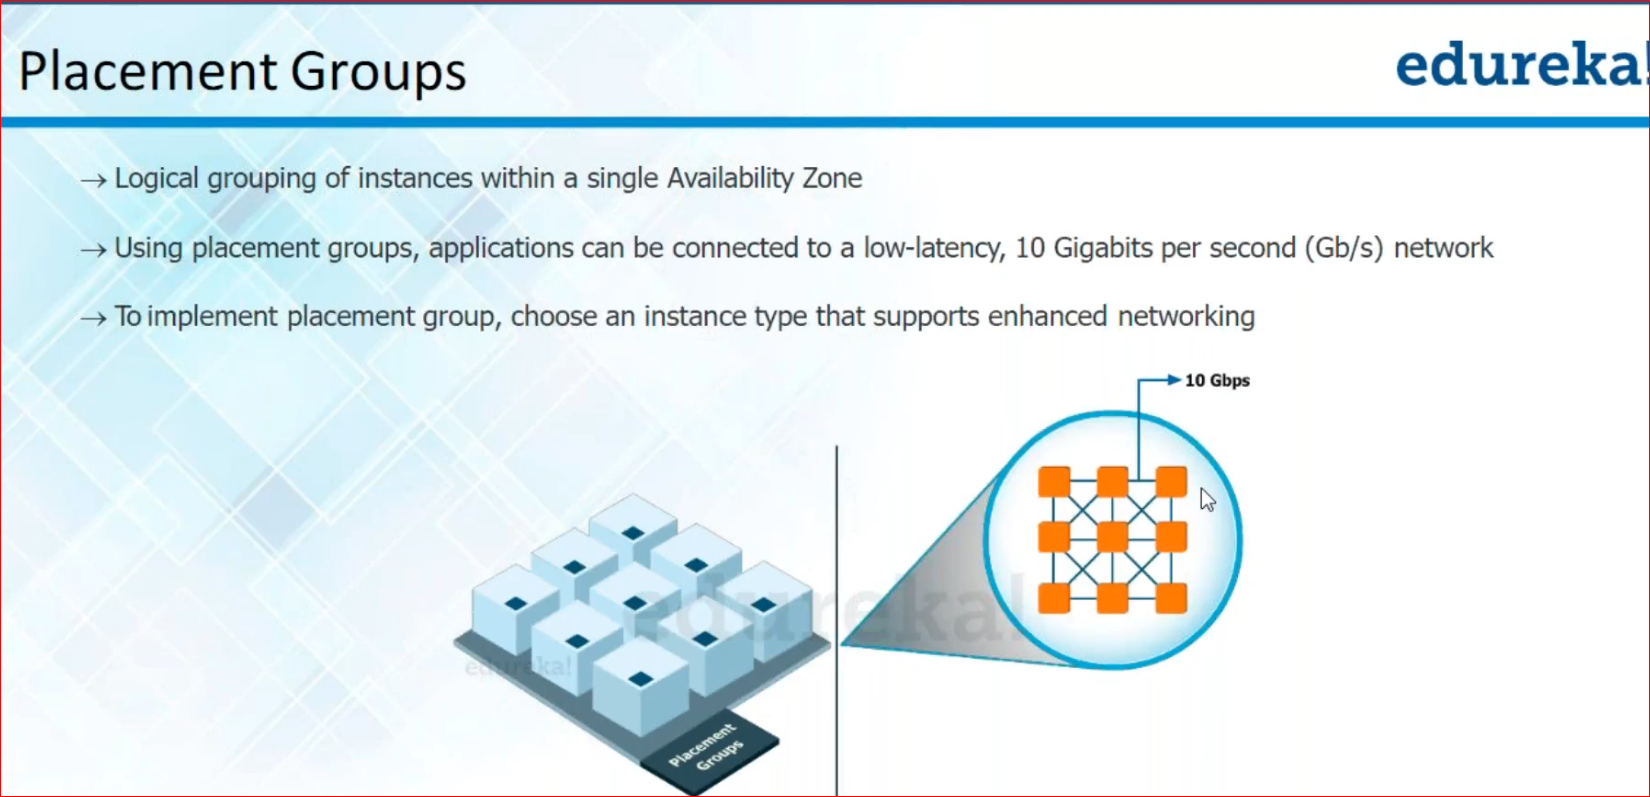 Placement Groups
edureka!
→ Logical grouping of instances within a single Availability Zone
→ Using placement groups, applications can be connected to a low-latency, 10 Gigabits per second (Gb/s) network
→ To implement placement group, choose an instance type that supports enhanced networking
10 Gbps
edureka!
edureka!
Placement
Groups